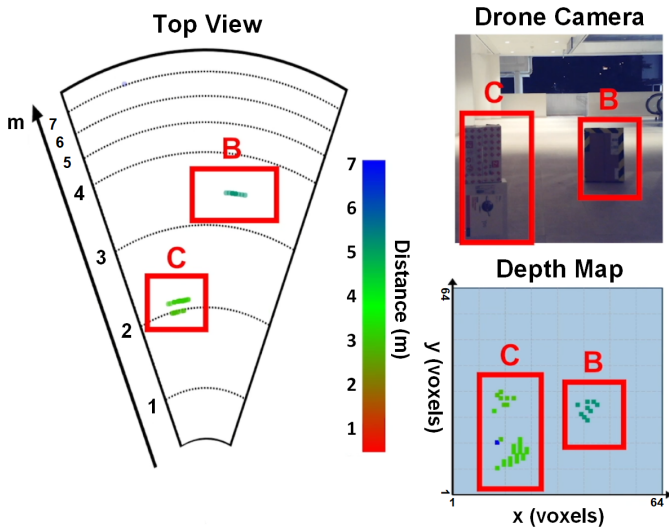 Top View
m
7
6
5
4
3
2
1
B
C
7
6
5
4
3
2
1
Distance (m)
Drone Camera
C
B
Depth Map
64
y (voxels)
1
C
B
1
64
x (voxels)